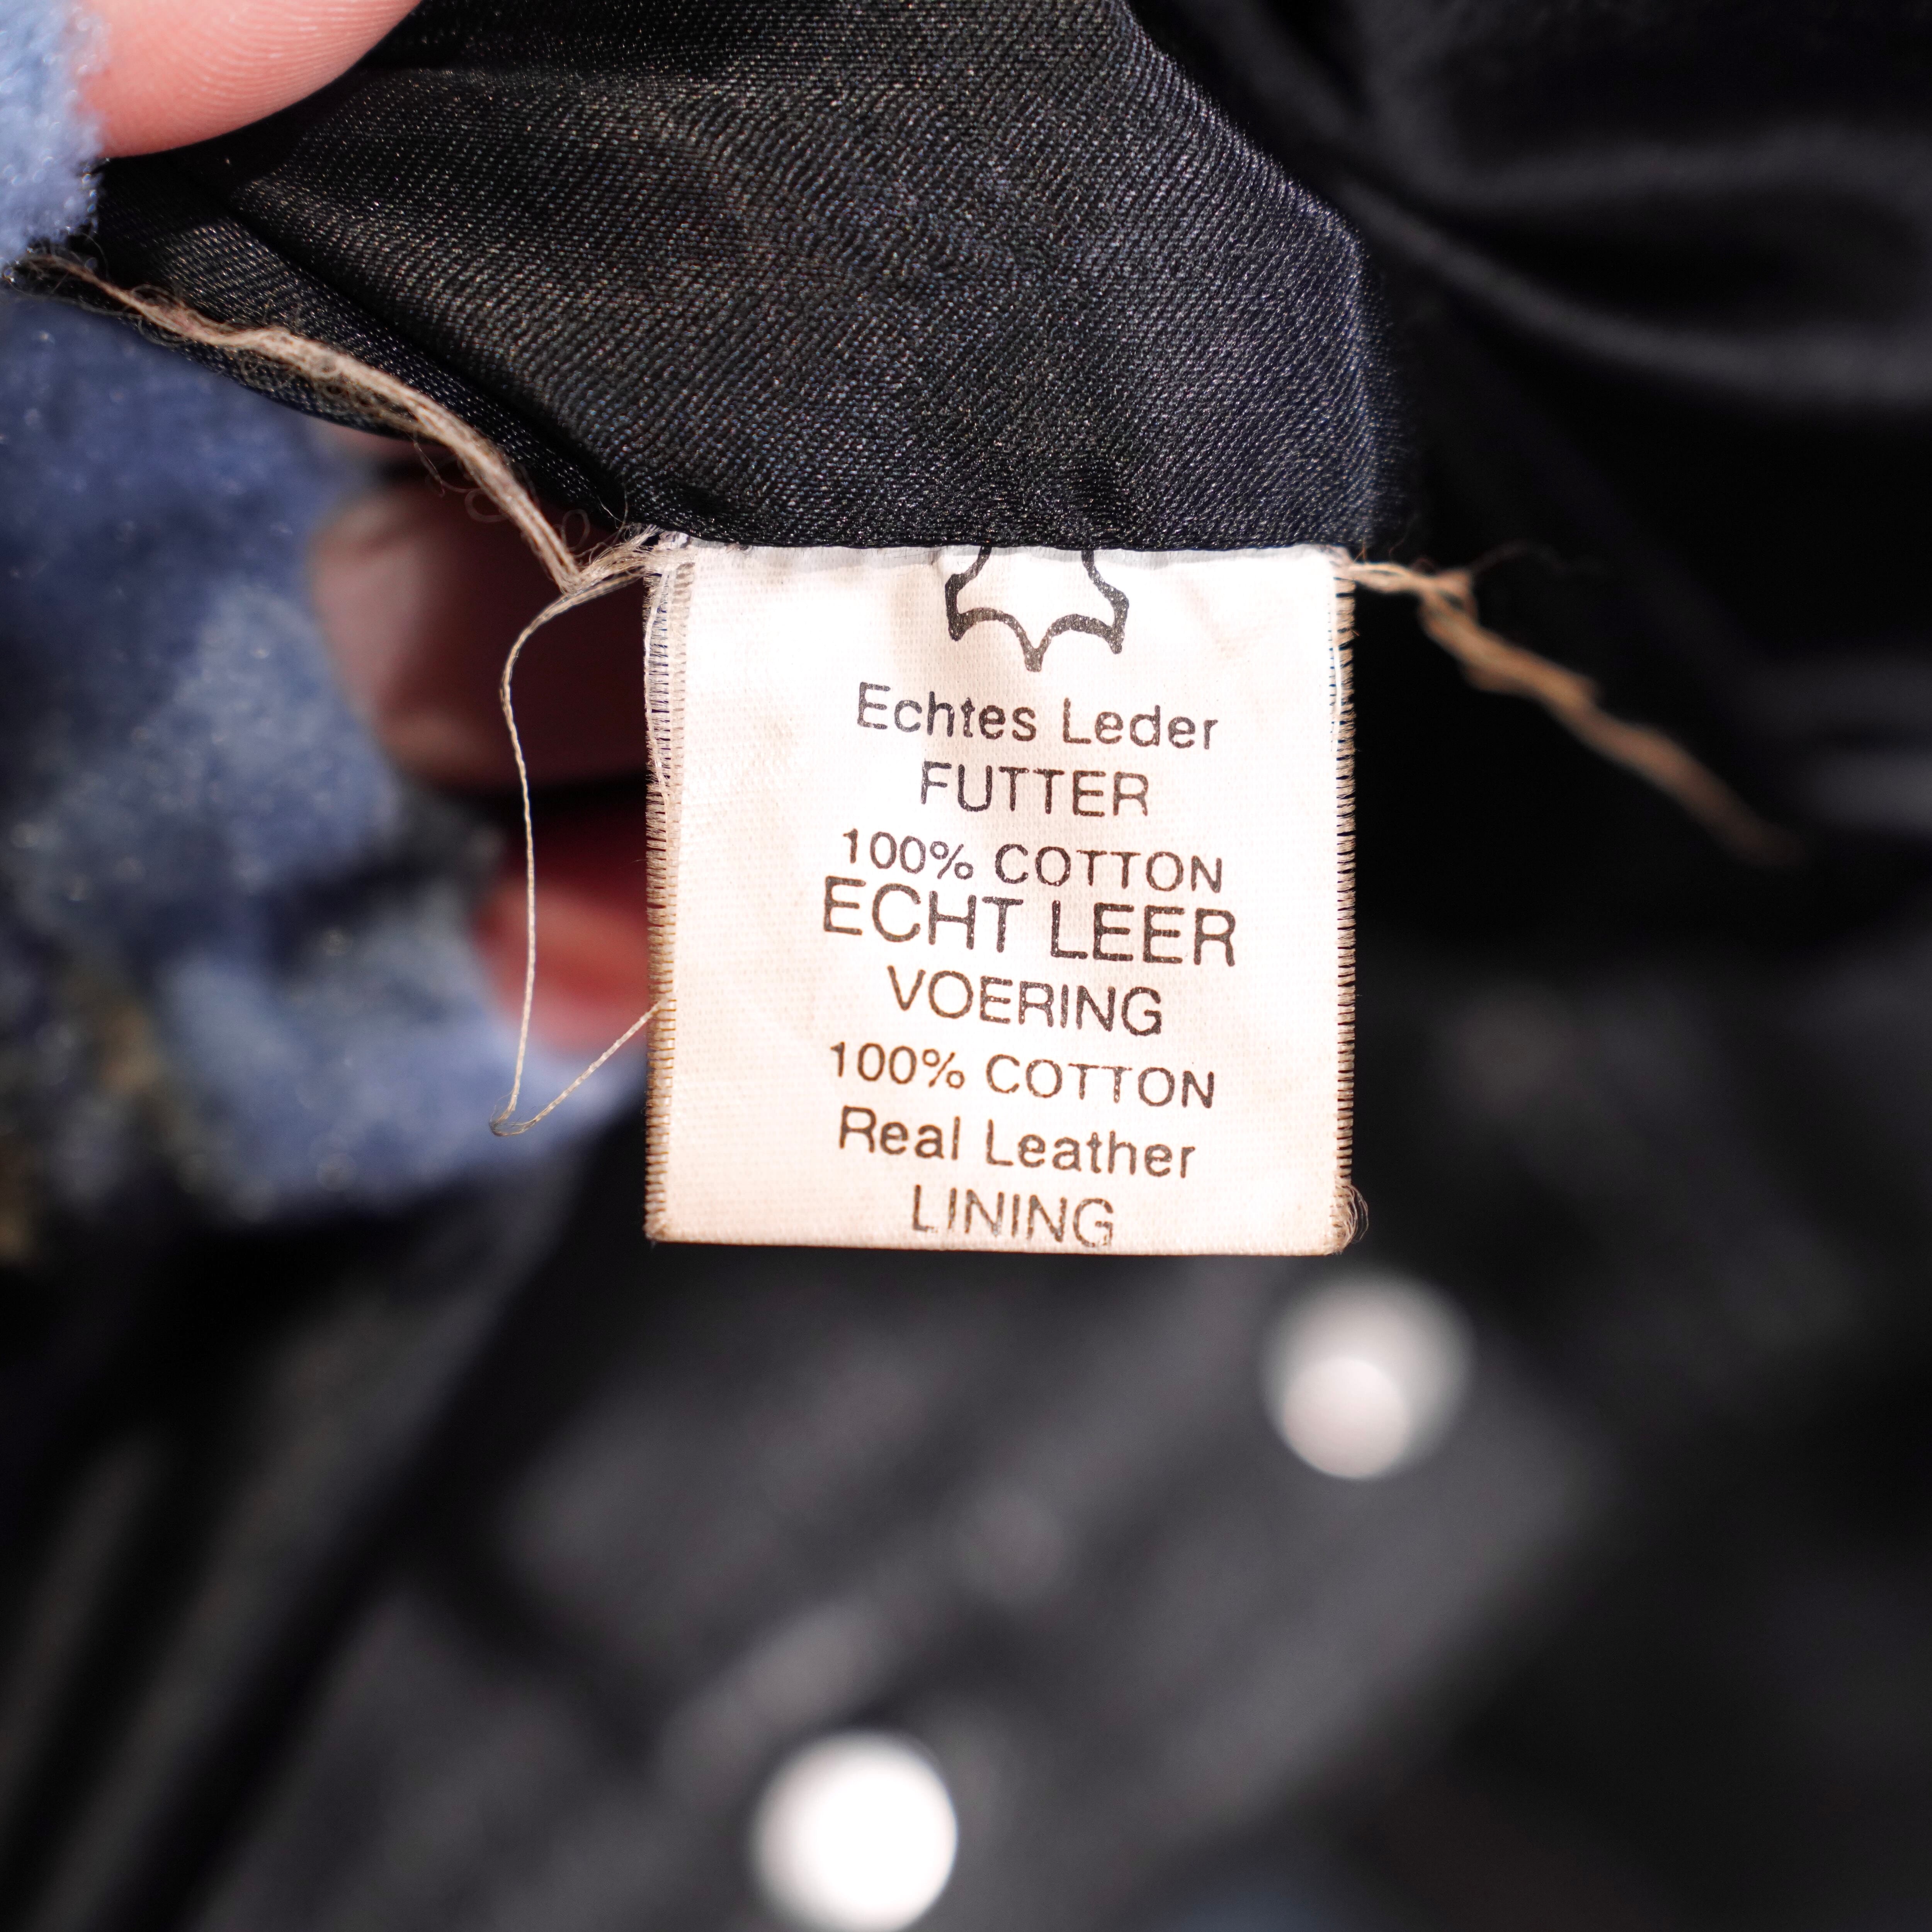 Echtes Leder
FUTTER
100% COTTON
ECHT LEER
VOERING
100% COTTON
Real Leather
LINING